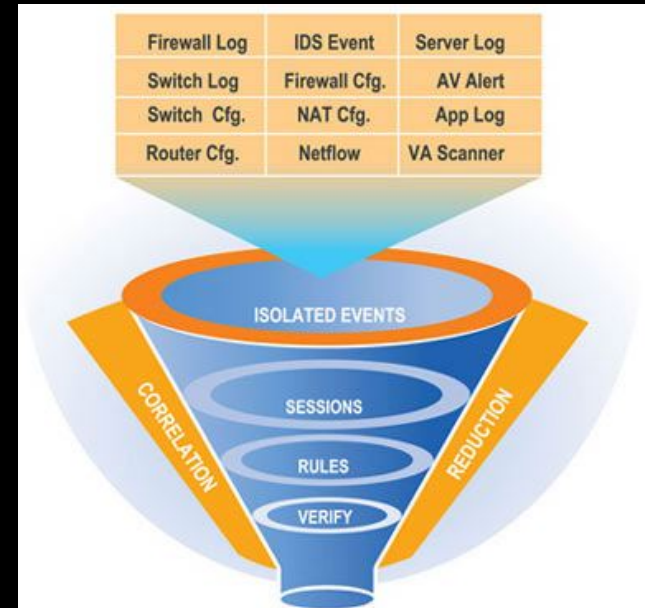 Firewall Log IDS Event Server Log
Switch Log Firewall Cfg. AV Alert
Switch Cfg. NAT Cfg. App Log
Router Cfg. Netflow VA Scanner
ISOLATED EVENTS
CORRELATION
REDUCTION
SESSIONS
RULES
VERIFY